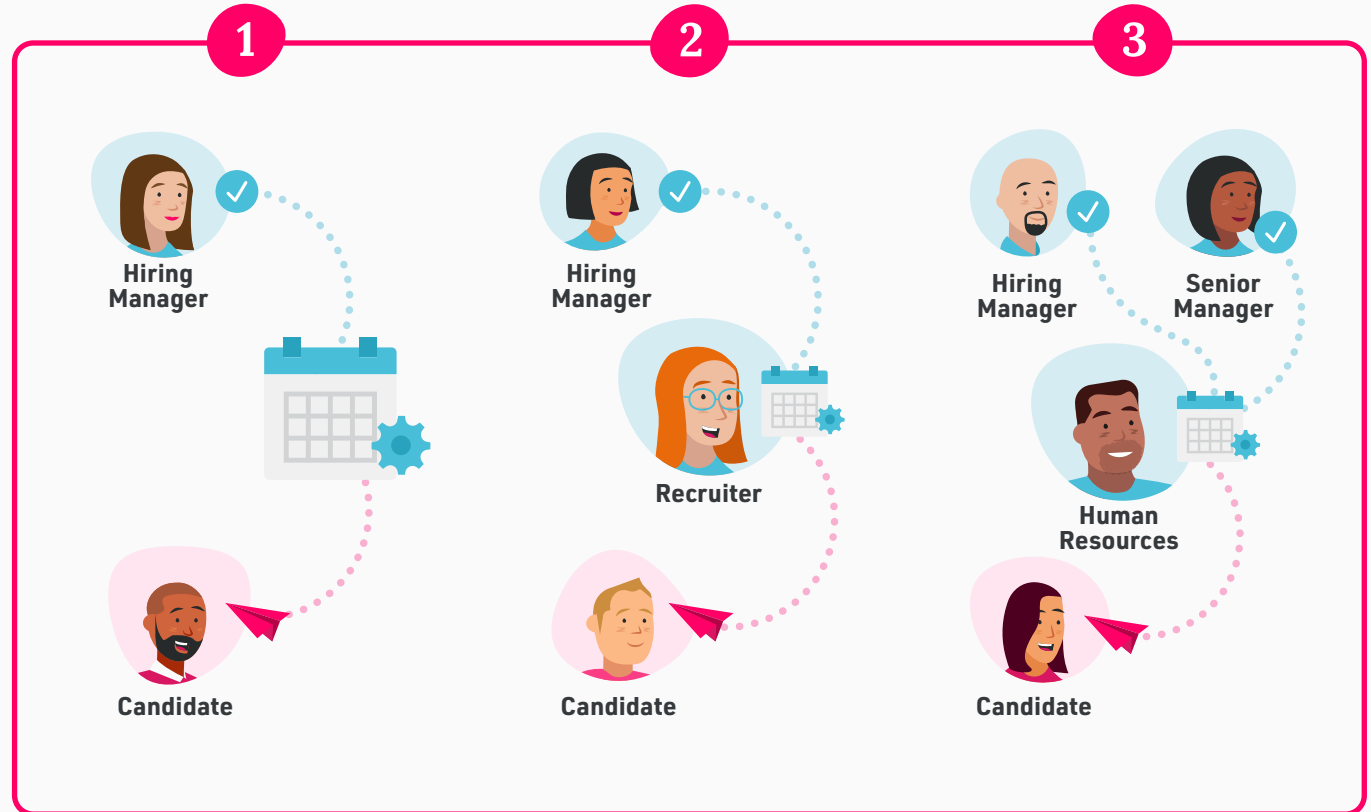 1
2
3
Hiring
Manager
Candidate
Hiring
Manager
Recruiter
Candidate
Hiring
Manager
Senior
Manager
Human
Resources
Candidate